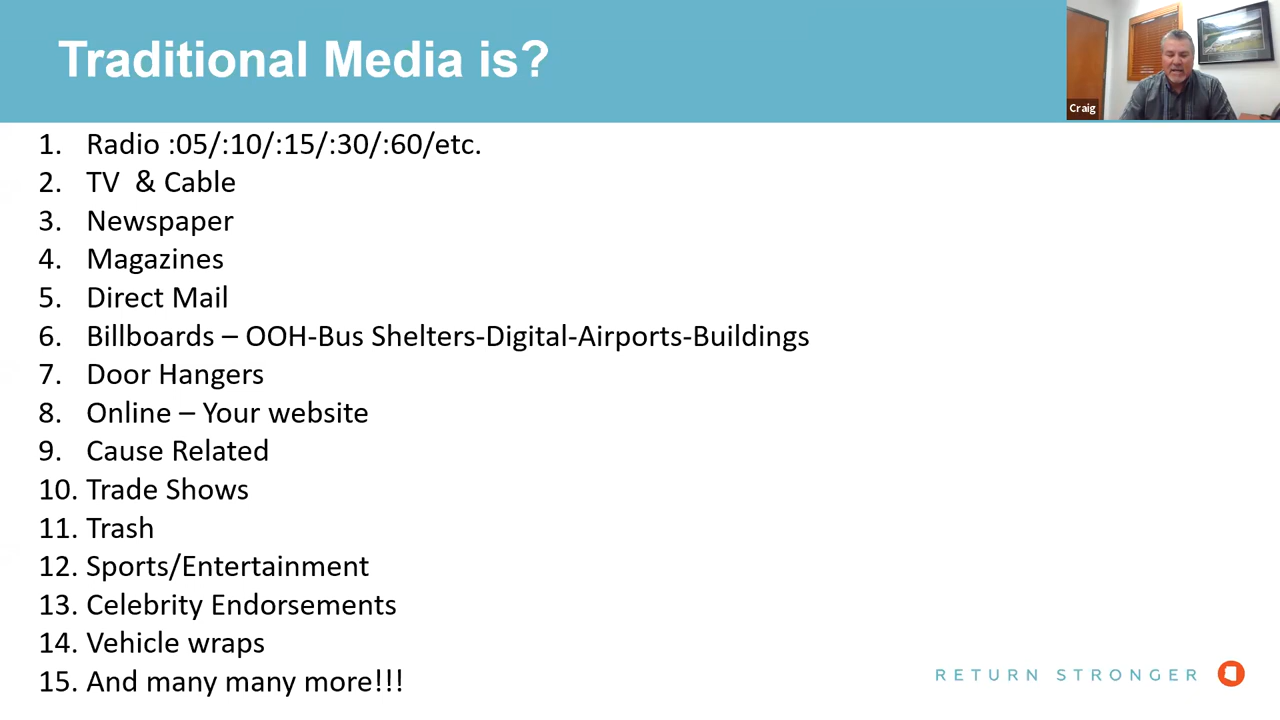 Traditional Media is?
Craig
1. Radio :05/:10/:15/:30/:60/etc.
2. TV & Cable
3. Newspaper
4. Magazines
5. Direct Mail
6. Billboards – OOH-Bus Shelters-Digital-Airports-Buildings
7. Door Hangers
8. Online – Your website
9. Cause Related
10. Trade Shows
11. Trash
12. Sports/Entertainment
13. Celebrity Endorsements
14. Vehicle wraps
15. And many many more!!!
RETURN STRONGER